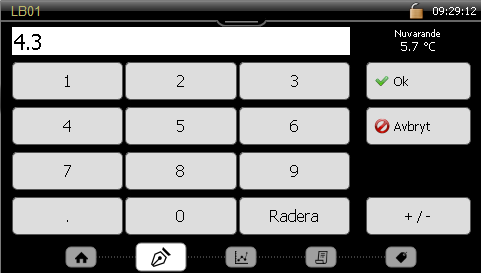 LB01 09:29:12
4.3
Nuvarande
5.7 °C
1 2 3 Ok
4 5 6 Avbryt
7 8 9
. 0 Radera + / -